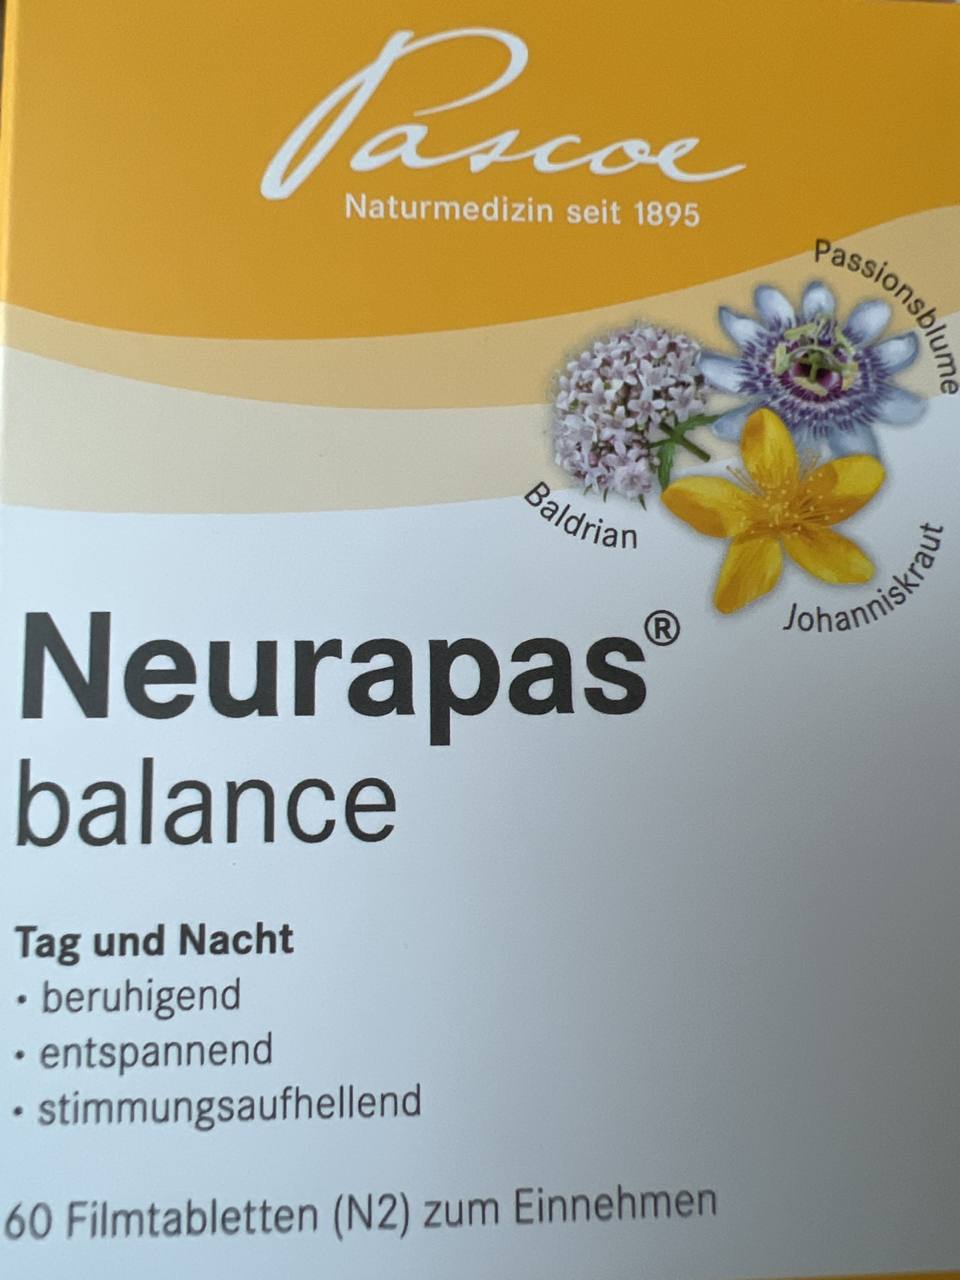 Pascoe
Naturmedizin seit 1895
Passionsblume
Baldrian
Johanniskraut
Neurapas®
balance
Tag und Nacht
• beruhigend
• entspannend
• stimmungsaufhellend
60 Filmtabletten (N2) zum Einnehmen